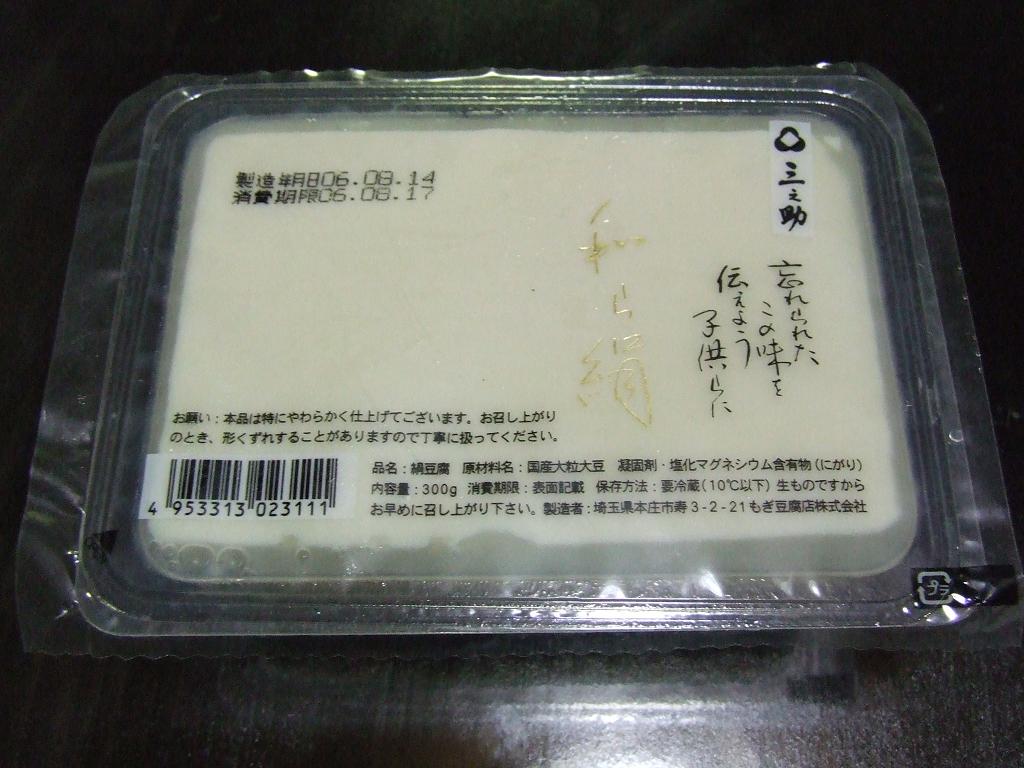 製造年月日06.08.14
消費期限06.08.17
三之助
忘れられた
この味を
伝えよう
子供らに
和らら絹
お願い：本品は特にやわらかく仕上げてございます。お召し上がり
のとき、形くずれすることがありますので丁寧に扱ってください。
品名：絹豆腐　原材料名：国産大粒大豆　凝固剤・塩化マグネシウム含有物（にがり）
内容量：300g　消費期限：表面記載　保存方法：要冷蔵（10℃以下）生ものですから
お早めに召し上がり下さい。製造者：埼玉県本庄市寿3-2-21もぎ豆腐店株式会社
4 953313 023111
プラ